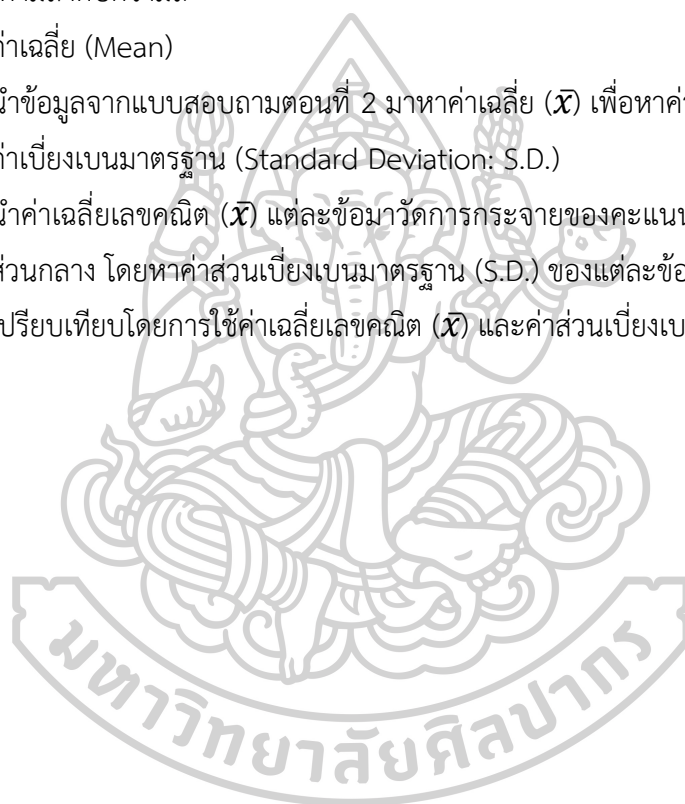 ค่าเฉลี่ย (Mean)
นำข้อมูลจากแบบสอบถามตอนที่ 2 มาหาค่าเฉลี่ย (x̄) เพื่อหาค่า
ค่าเบี่ยงเบนมาตรฐาน (Standard Deviation: S.D.)
นำค่าเฉลี่ยเลขคณิต (x̄) แต่ละข้อมาวัดการกระจายของคะแนน
ส่วนกลาง โดยหาค่าส่วนเบี่ยงเบนมาตรฐาน (S.D.) ของแต่ละข้อ
เปรียบเทียบโดยการใช้ค่าเฉลี่ยเลขคณิต (x̄) และค่าส่วนเบี่ยงเบ
มหาวิทยาลัยศิลปากร